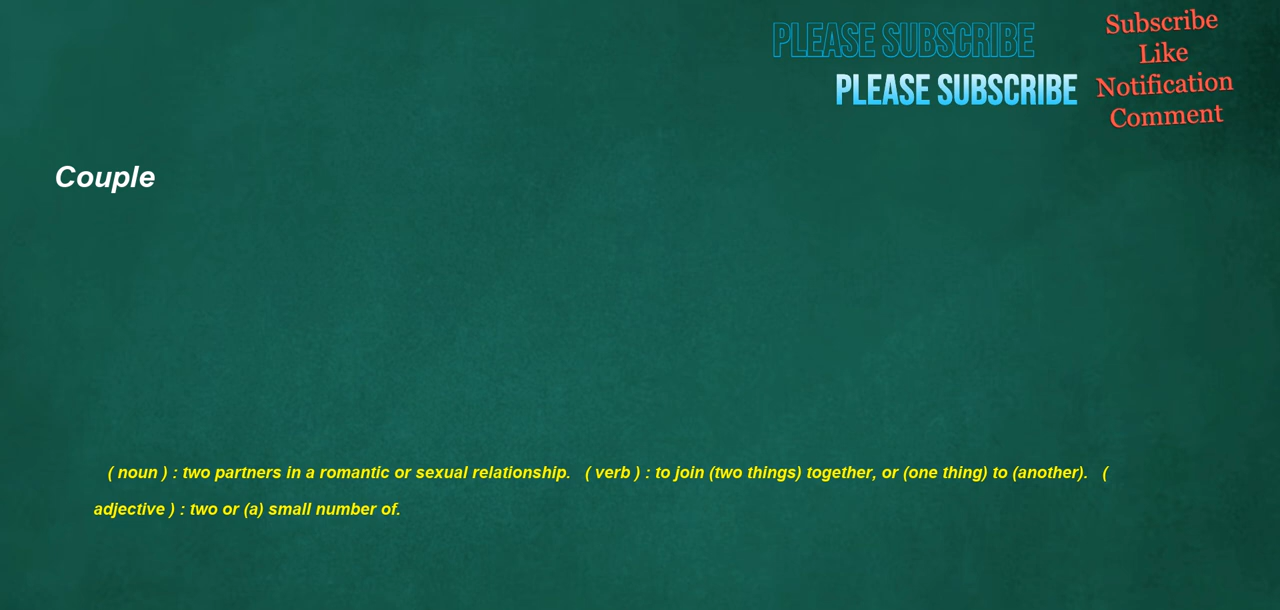 PLEASE SUBSCRIBE
PLEASE SUBSCRIBE
Subscribe
Like
Notification
Comment
Couple
( noun ) : two partners in a romantic or sexual relationship. ( verb ) : to join (two things) together, or (one thing) to (another). (
adjective ) : two or (a) small number of.